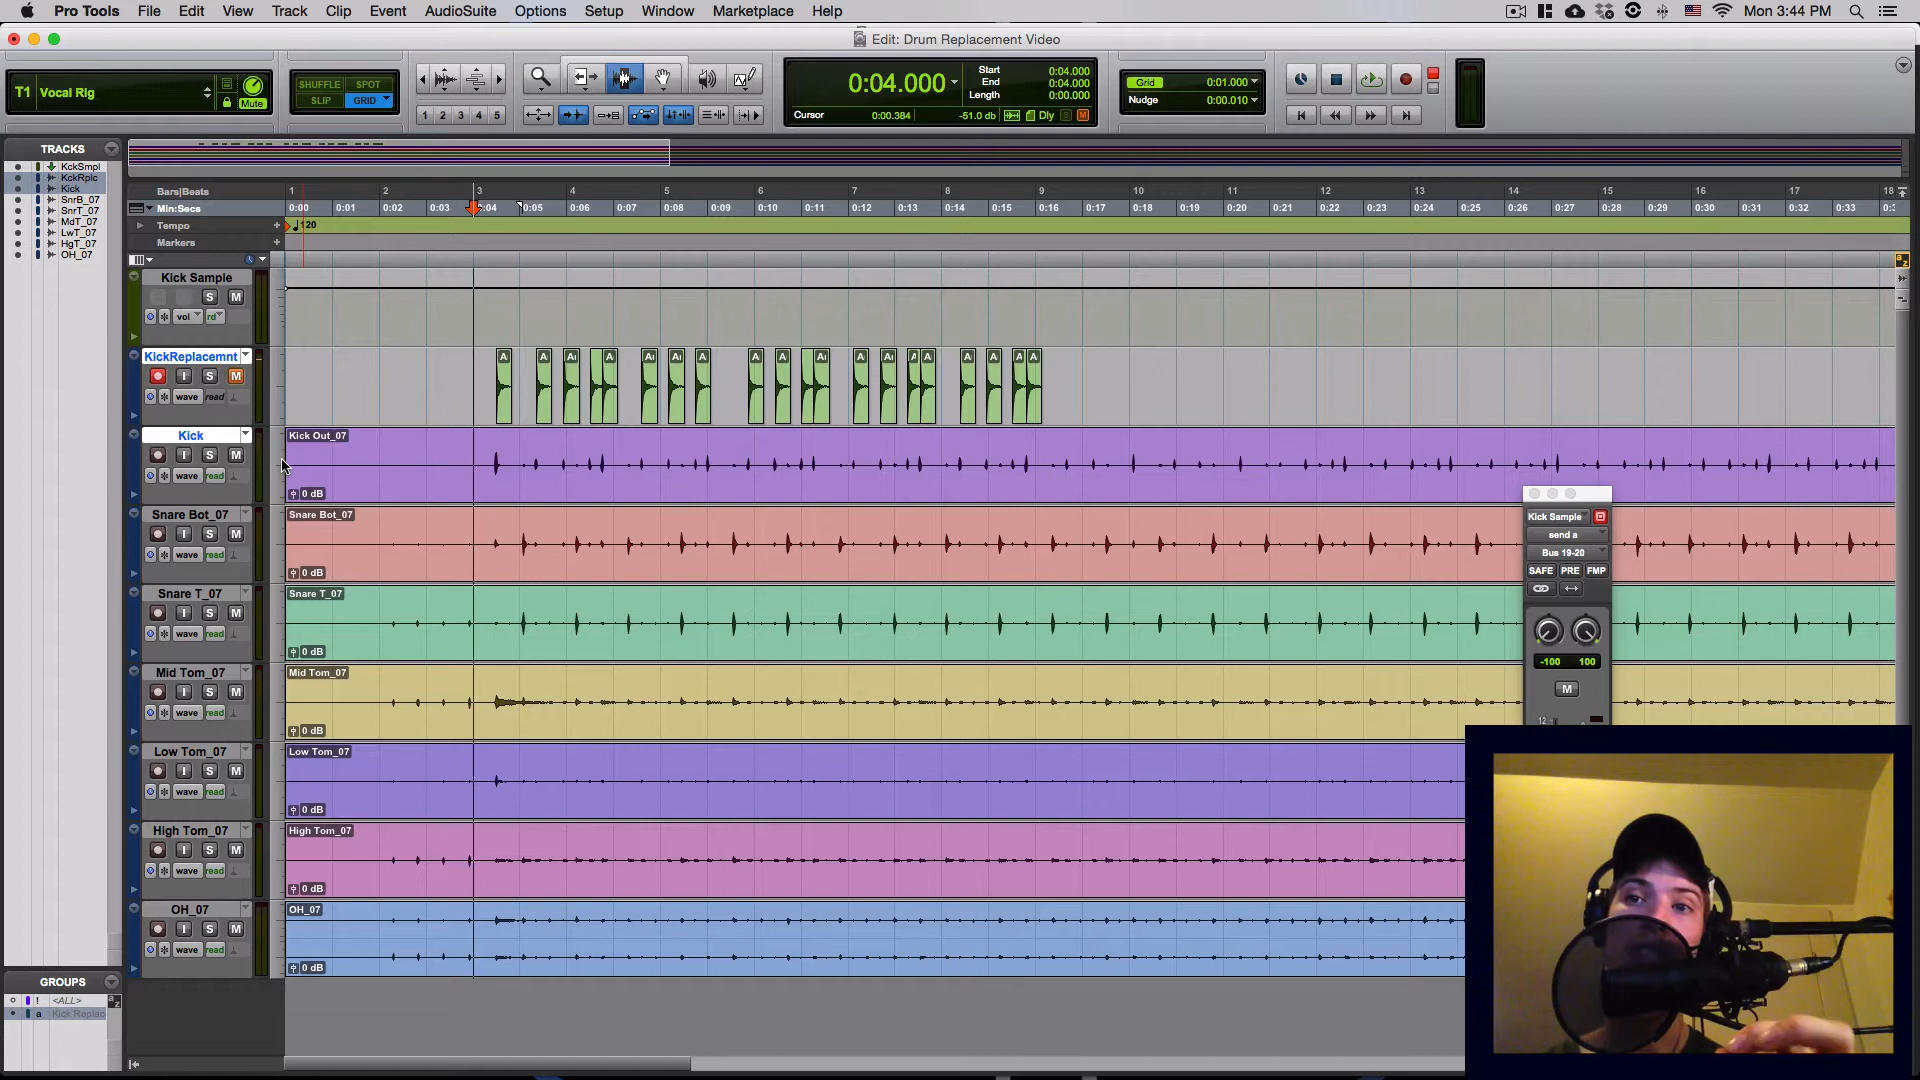 Pro Tools File Edit View Track Clip Event AudioSuite Options Setup Window Marketplace Help Mon 3:44 PM
Edit: Drum Replacement Video
T1 Vocal Rig Mute
SHUFFLE SPOT
SLIP GRID
1 2 3 4 5
0:04.000
Start 0:04.000
End 0:04.000
Length 0:00.000
Cursor 0:00.384 -51.0 db Dly S M
Grid 0:01.000
Nudge 0:00.010
TRACKS
KckSmpl
KckRplc
Kick
SnrB_07
SnrT_07
MdT_07
LwT_07
HgT_07
OH_07
Bars|Beats 1 2 3 4 5 6 7 8 9 10 11 12 13 14 15 16 17 18
Min:Secs 0:00 0:01 0:02 0:03 0:04 0:05 0:06 0:07 0:08 0:09 0:10 0:11 0:12 0:13 0:14 0:15 0:16 0:17 0:18 0:19 0:20 0:21 0:22 0:23 0:24 0:25 0:26 0:27 0:28 0:29 0:30 0:31 0:32 0:33
Tempo 120
Markers
Kick Sample
S M
vol rd
KickReplacemnt
I S M
wave read
Kick
I S M
wave read
Kick Out_07
0 dB
Snare Bot_07
I S M
wave read
Snare Bot_07
0 dB
Snare T_07
I S M
wave read
Snare T_07
0 dB
Mid Tom_07
I S M
wave read
Mid Tom_07
0 dB
Low Tom_07
I S M
wave read
Low Tom_07
0 dB
High Tom_07
I S M
wave read
High Tom_07
0 dB
OH_07
I S M
wave read
OH_07
0 dB
Kick Sample
send a
Bus 19-20
SAFE PRE FMP
-100 100
M
12
GROUPS
! <ALL>
a Kick Replac